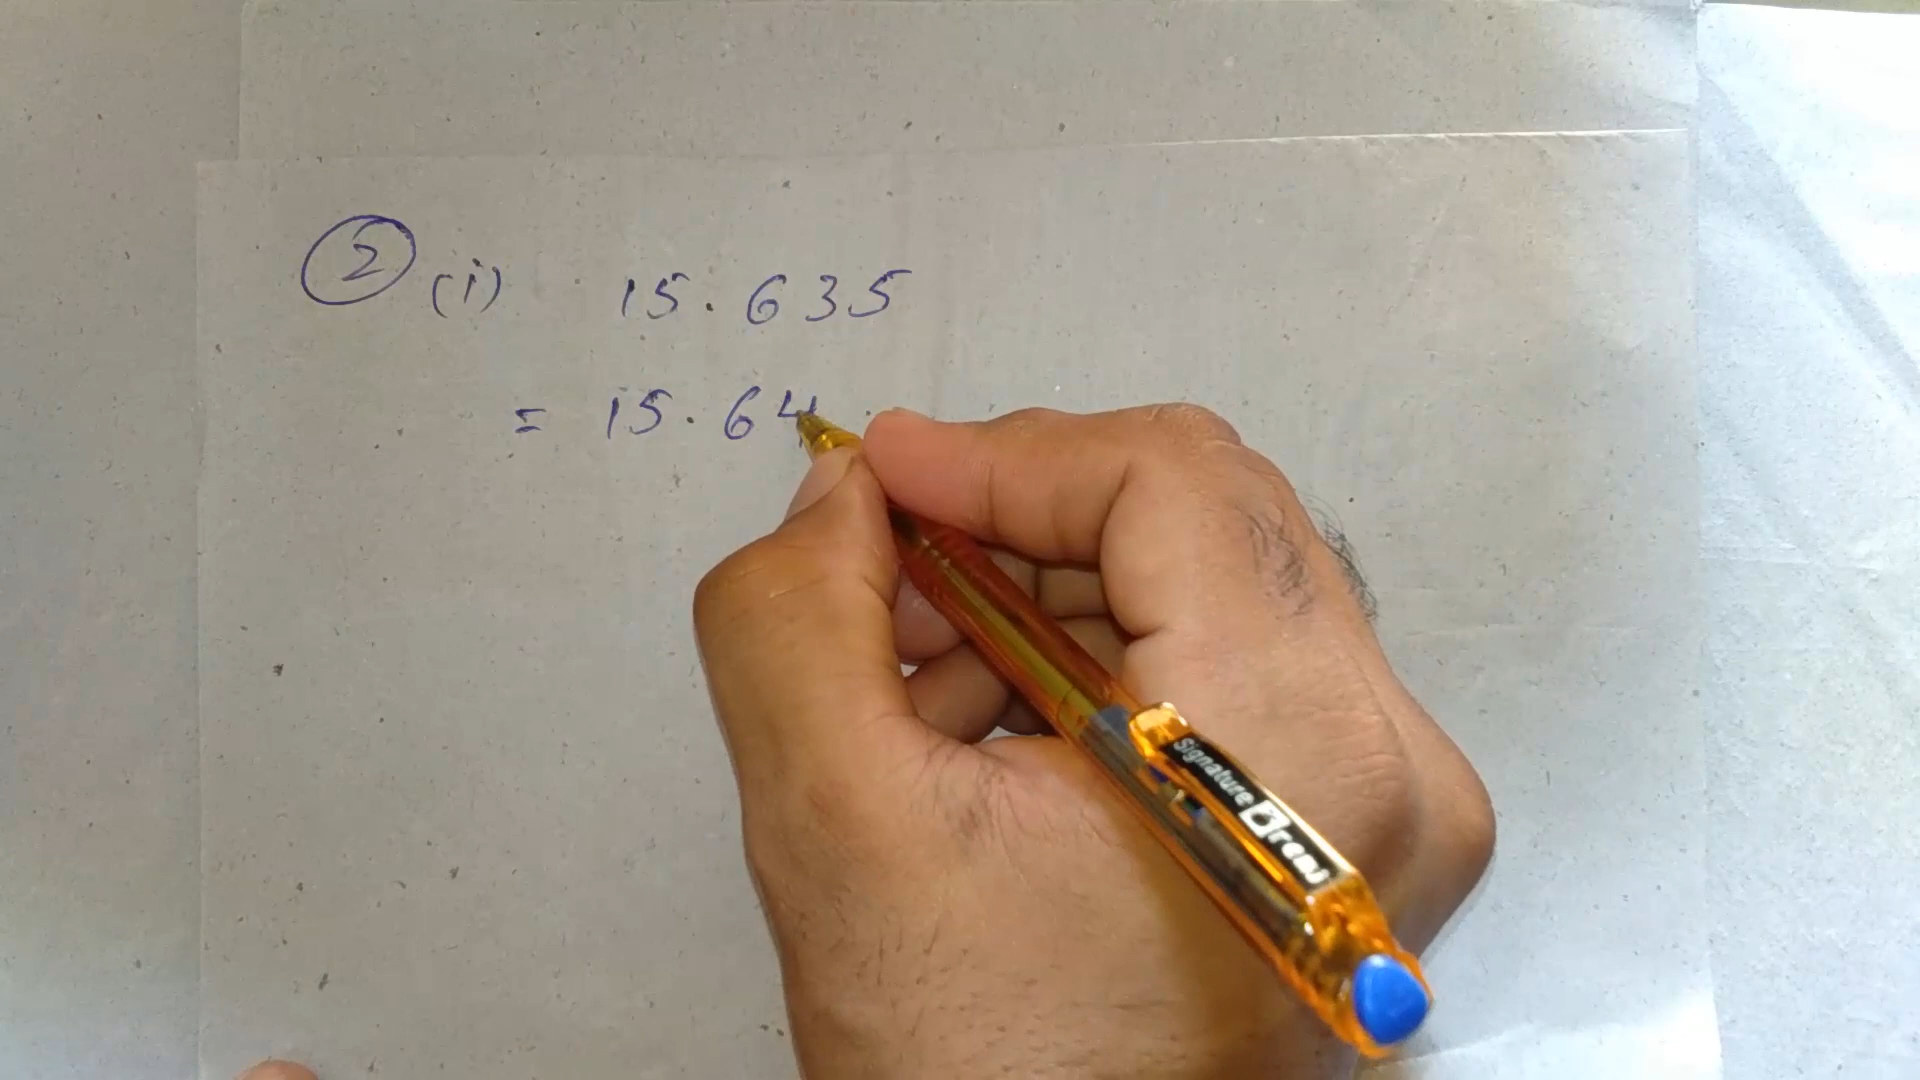 ② (i) 15.635
= 15.64
Signature